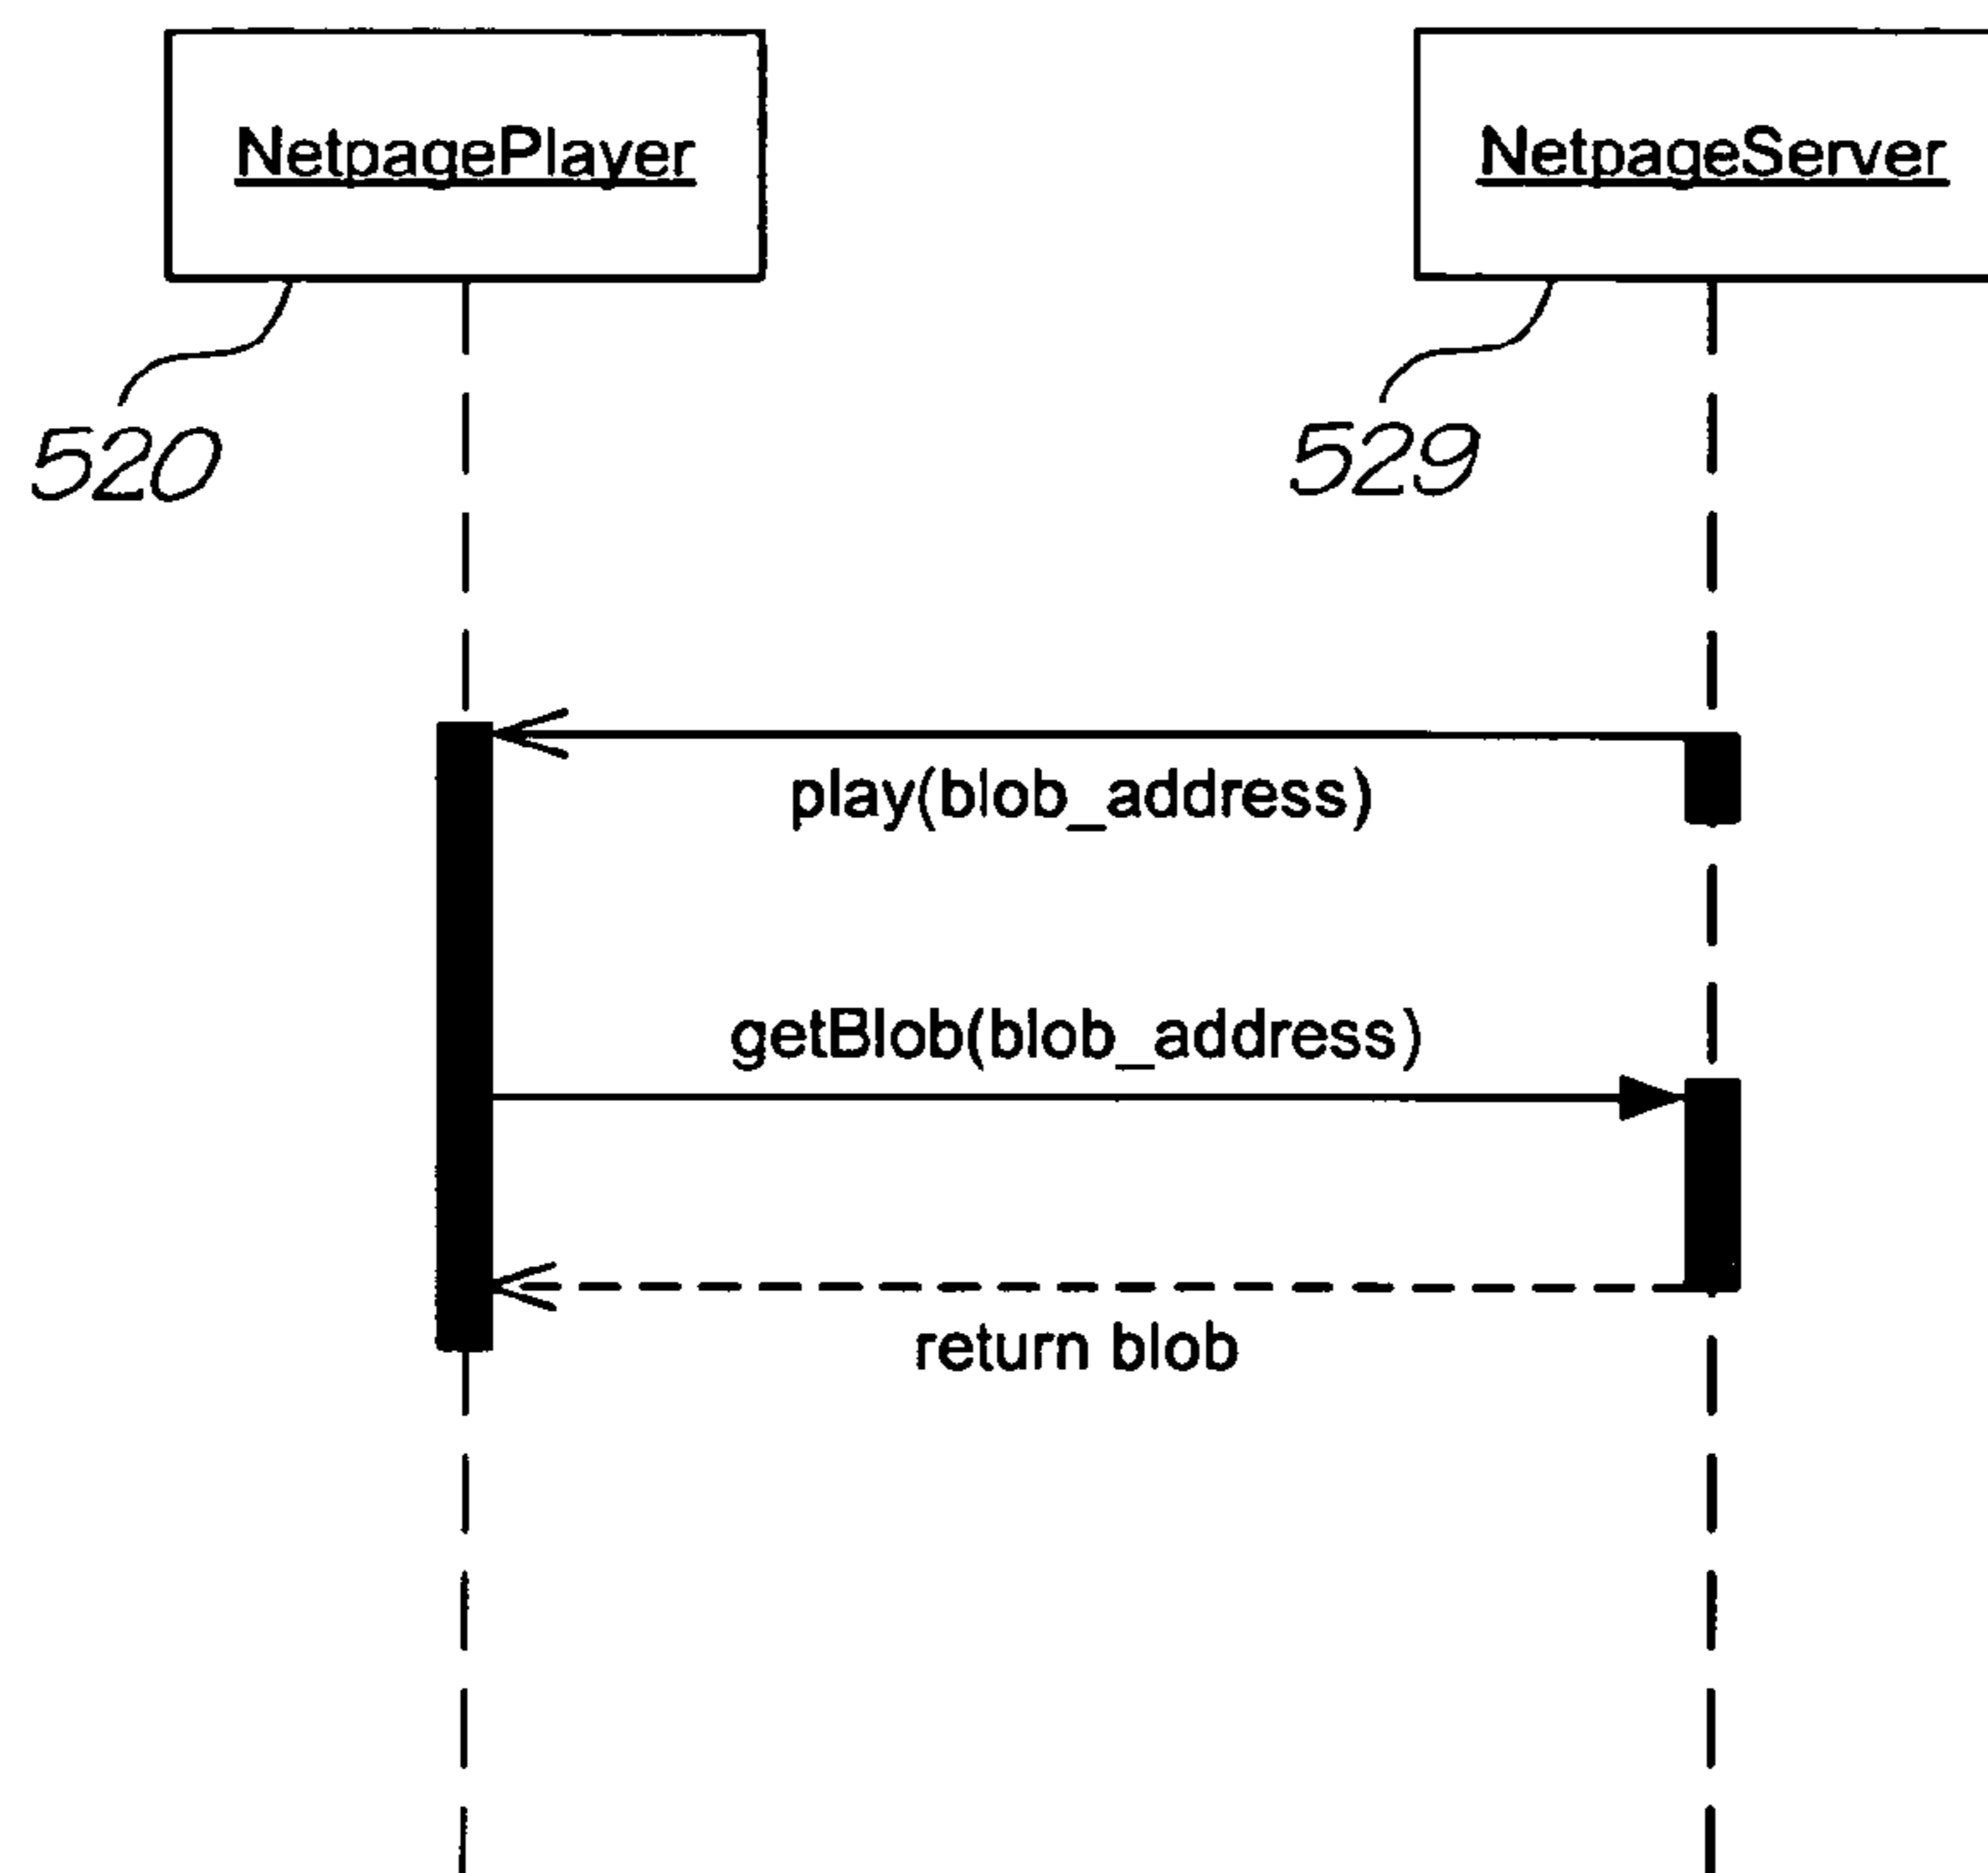 NetpagePlayer
NetpageServer
520
529
play(blob_address)
getBlob(blob_address)
return blob